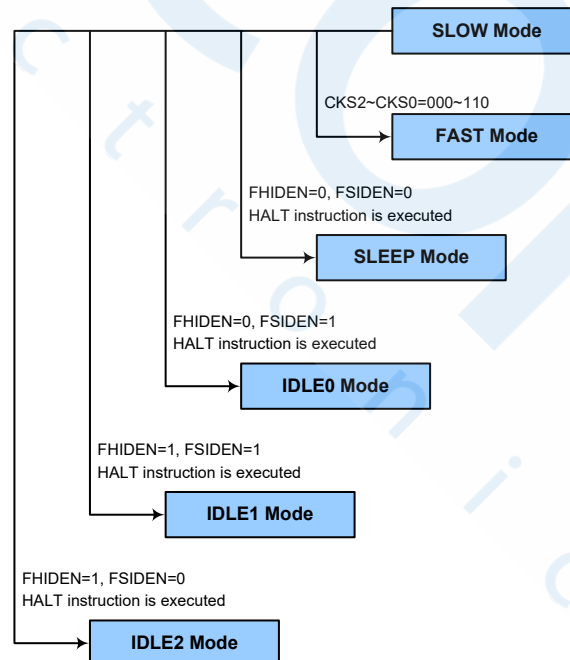 SLOW Mode
CKS2~CKS0=000~110
FAST Mode
FHIDEN=0, FSIDEN=0
HALT instruction is executed
SLEEP Mode
FHIDEN=0, FSIDEN=1
HALT instruction is executed
IDLE0 Mode
FHIDEN=1, FSIDEN=1
HALT instruction is executed
IDLE1 Mode
FHIDEN=1, FSIDEN=0
HALT instruction is executed
IDLE2 Mode
c t r o n i c